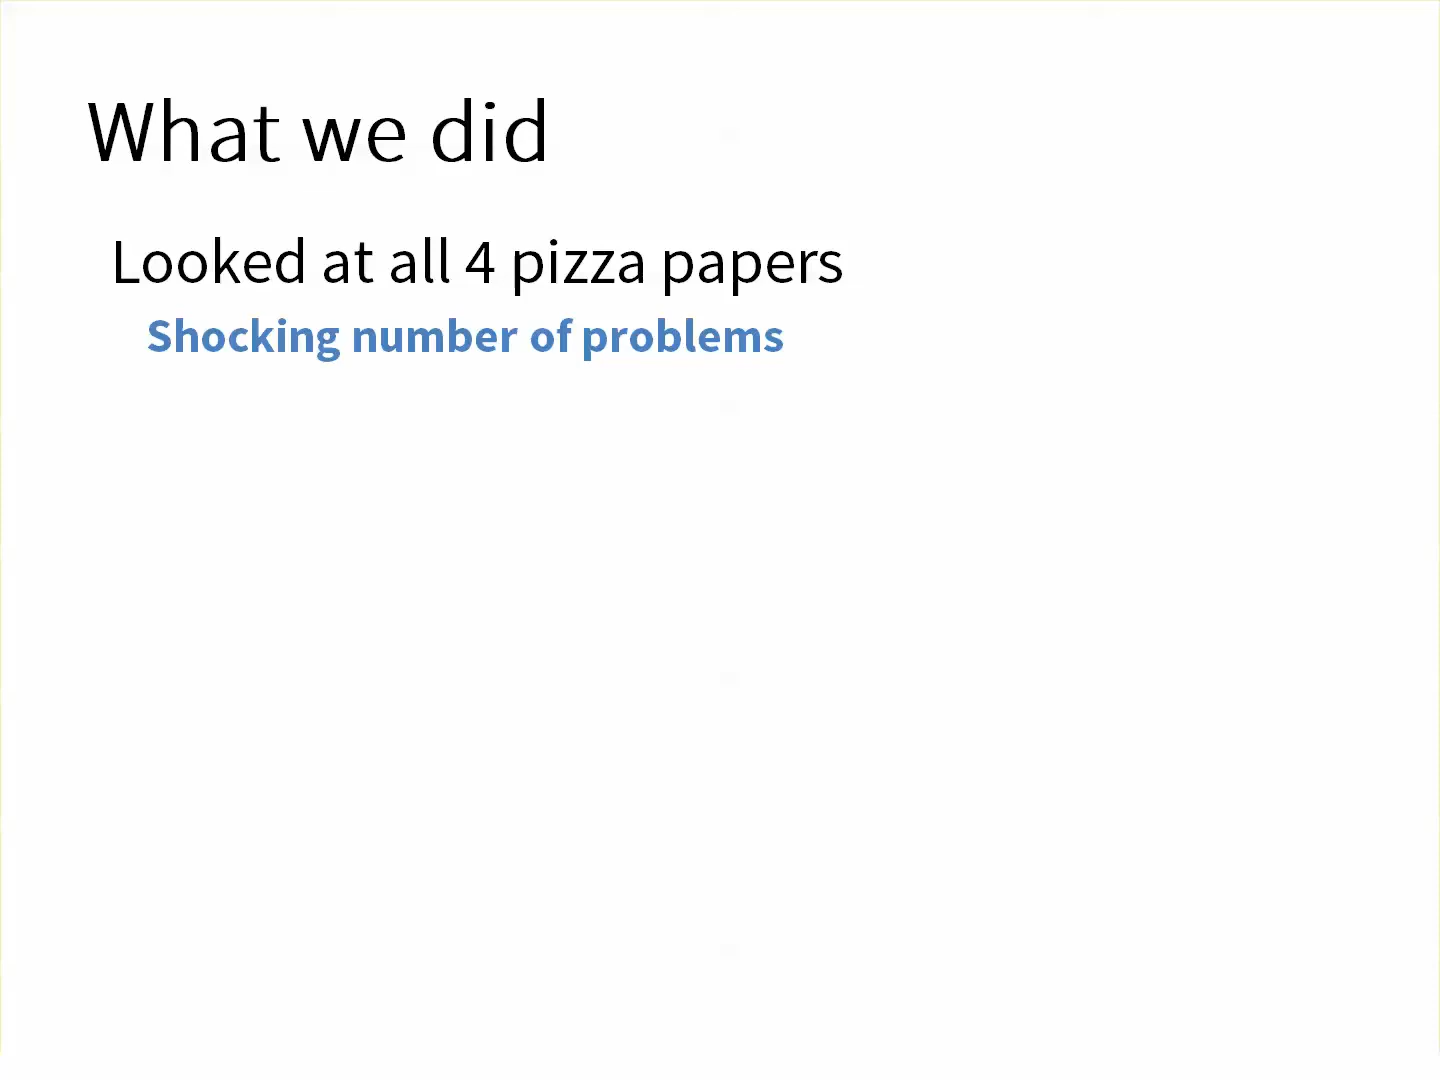 What we did
Looked at all 4 pizza papers
Shocking number of problems